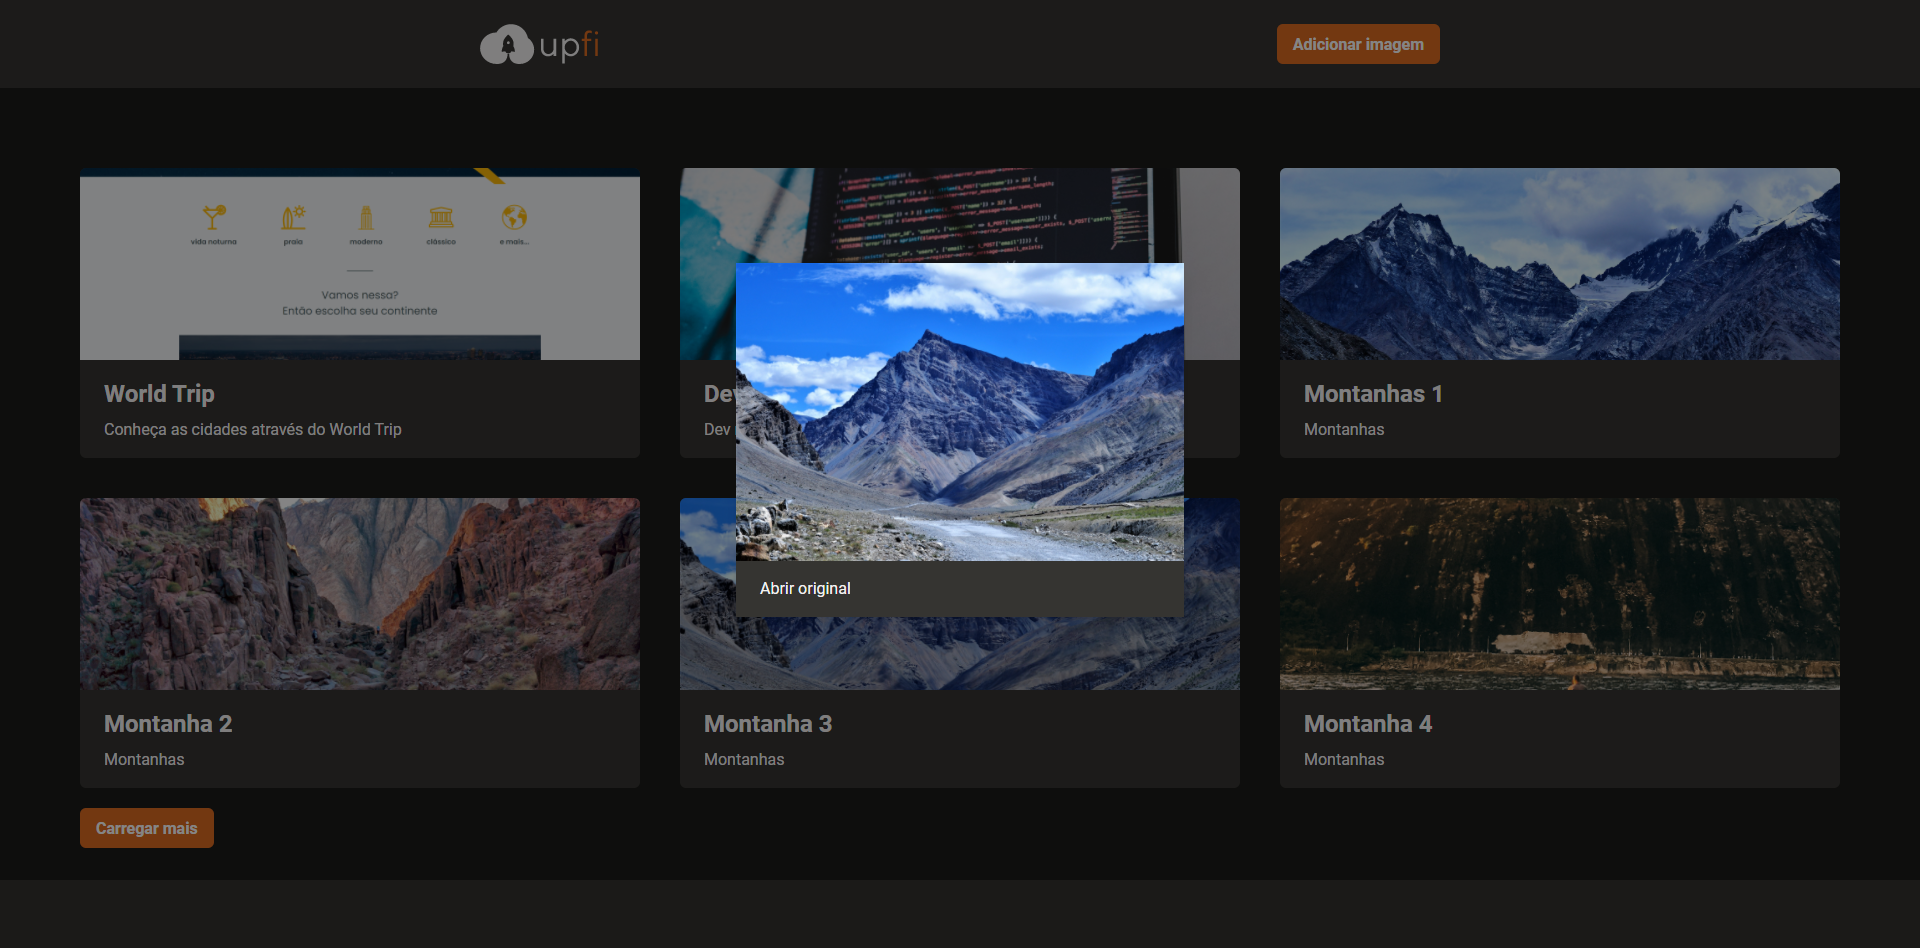 upfi
Adicionar imagem
vida noturna
praia
moderno
clássico
e mais...
Vamos nessa?
Então escolha seu continente
World Trip
Conheça as cidades através do World Trip
Dev
Montanhas 1
Montanhas
Abrir original
Montanha 2
Montanhas
Montanha 3
Montanhas
Montanha 4
Montanhas
Carregar mais